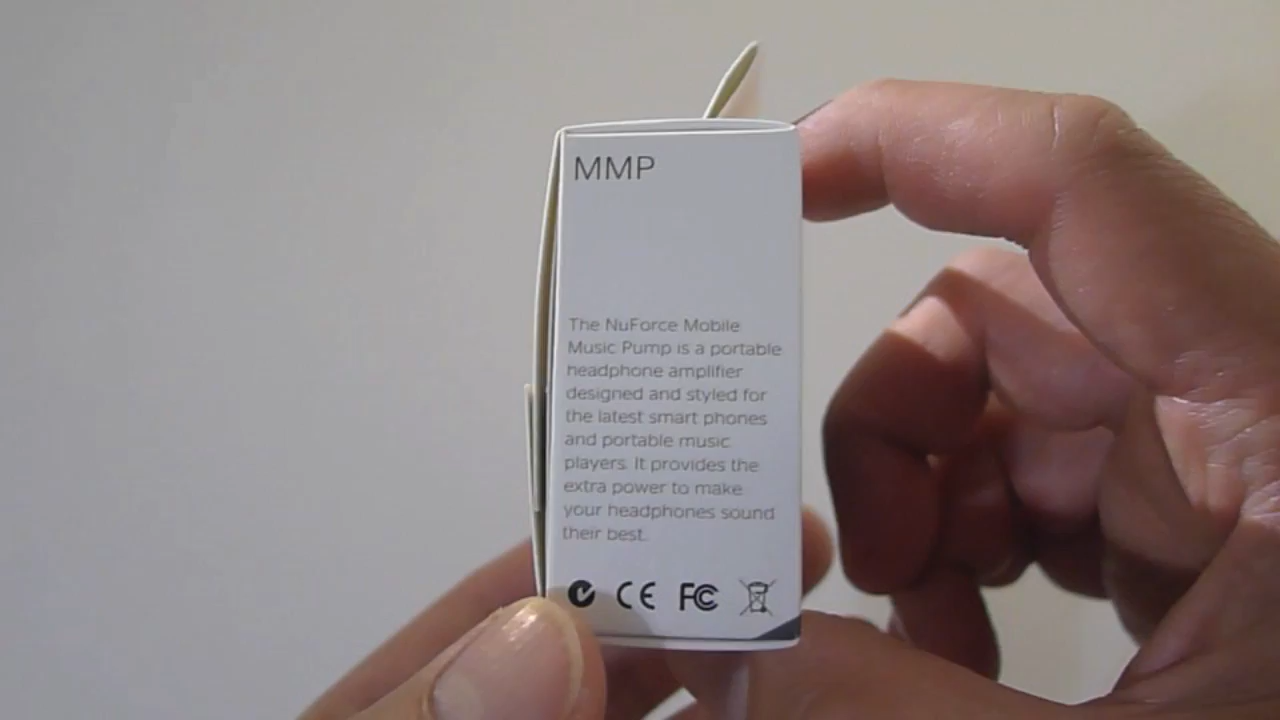 MMP
The NuForce Mobile
Music Pump is a portable
headphone amplifier
designed and styled for
the latest smart phones
and portable music
players. It provides the
extra power to make
your headphones sound
their best.
CE FC